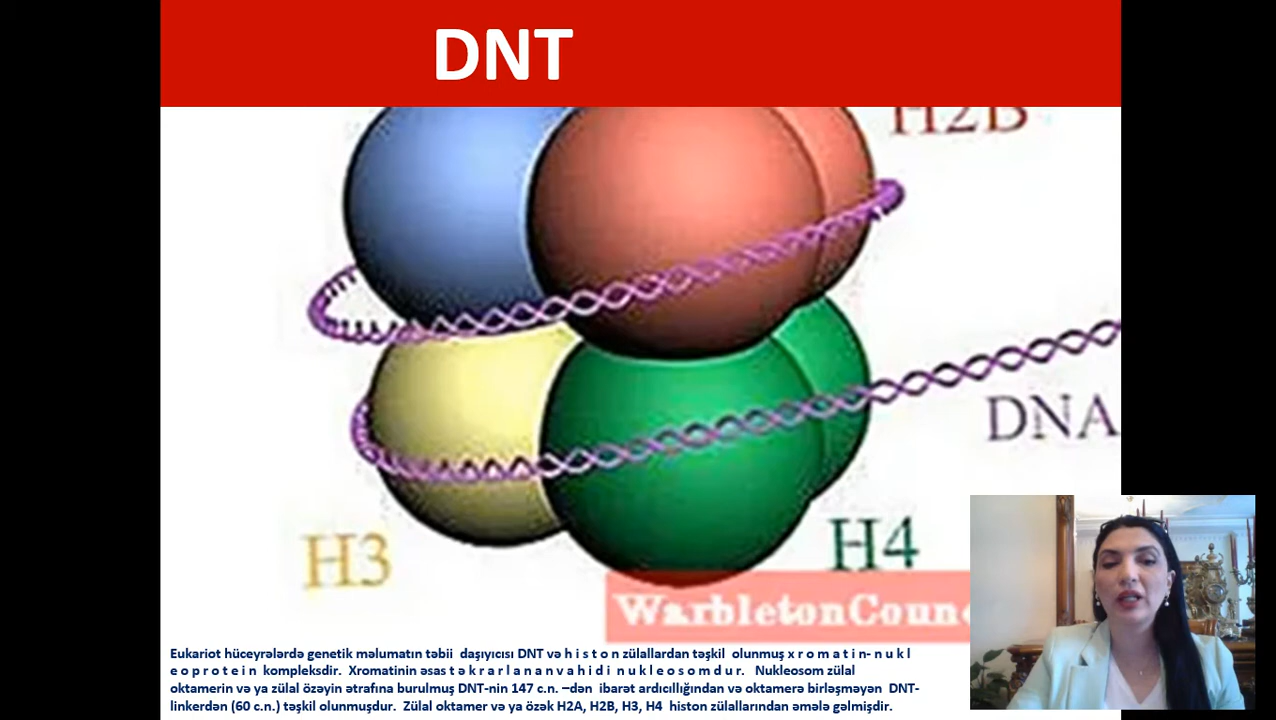 DNT
H2B
DNA
H3
H4
WarbletonCounc
Eukariot hüceyrələrdə genetik məlumatın təbii daşıyıcısı DNT və h i s t o n zülallardan təşkil olunmuş x r o m a t i n- n u k l
e o p r o t e i n kompleksdir. Xromatinin əsas t ə k r a r l a n a n v a h i d i n u k l e o s o m d u r. Nukleosom zülal
oktamerin və ya zülal özəyin ətrafına burulmuş DNT-nin 147 c.n. –dən ibarət ardıcıllığından və oktamerə birləşməyən DNT-
linkerdən (60 c.n.) təşkil olunmuşdur. Zülal oktamer və ya özək H2A, H2B, H3, H4 histon zülallarından əmələ gəlmişdir.